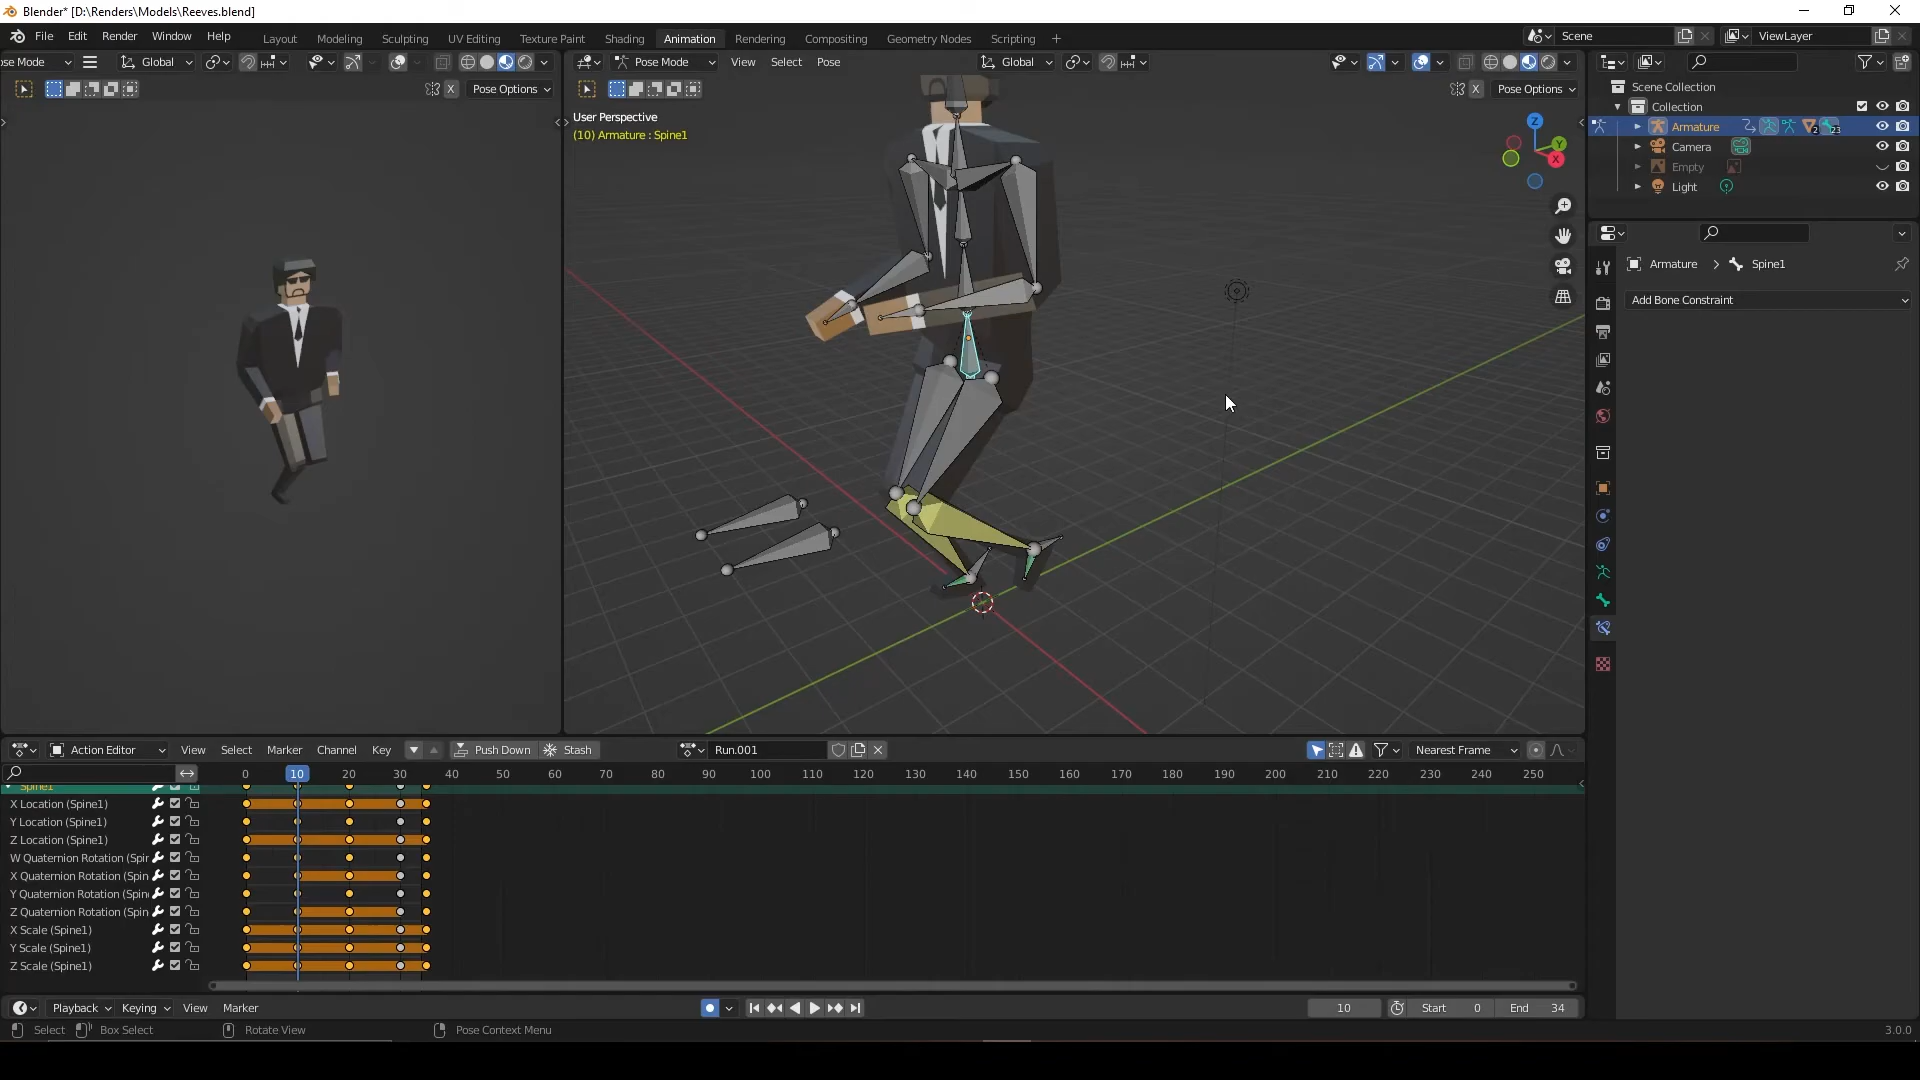 Blender* [D:\Renders\Models\Reeves.blend]
File Edit Render Window Help Layout Modeling Sculpting UV Editing Texture Paint Shading Animation Rendering Compositing Geometry Nodes Scripting + Scene ViewLayer
ose Mode Global Pose Mode View Select Pose Global
X Pose Options X Pose Options
User Perspective
(10) Armature : Spine1
Z
Y
X
Scene Collection
Collection
Armature 2 23
Camera
Empty
Light
Armature > Spine1
Add Bone Constraint
Action Editor View Select Marker Channel Key Push Down Stash Run.001 Nearest Frame
0 10 20 30 40 50 60 70 80 90 100 110 120 130 140 150 160 170 180 190 200 210 220 230 240 250
Spine1
X Location (Spine1)
Y Location (Spine1)
Z Location (Spine1)
W Quaternion Rotation (Spin
X Quaternion Rotation (Spin
Y Quaternion Rotation (Spin
Z Quaternion Rotation (Spin
X Scale (Spine1)
Y Scale (Spine1)
Z Scale (Spine1)
Playback Keying View Marker 10 Start 0 End 34
Select Box Select Rotate View Pose Context Menu 3.0.0